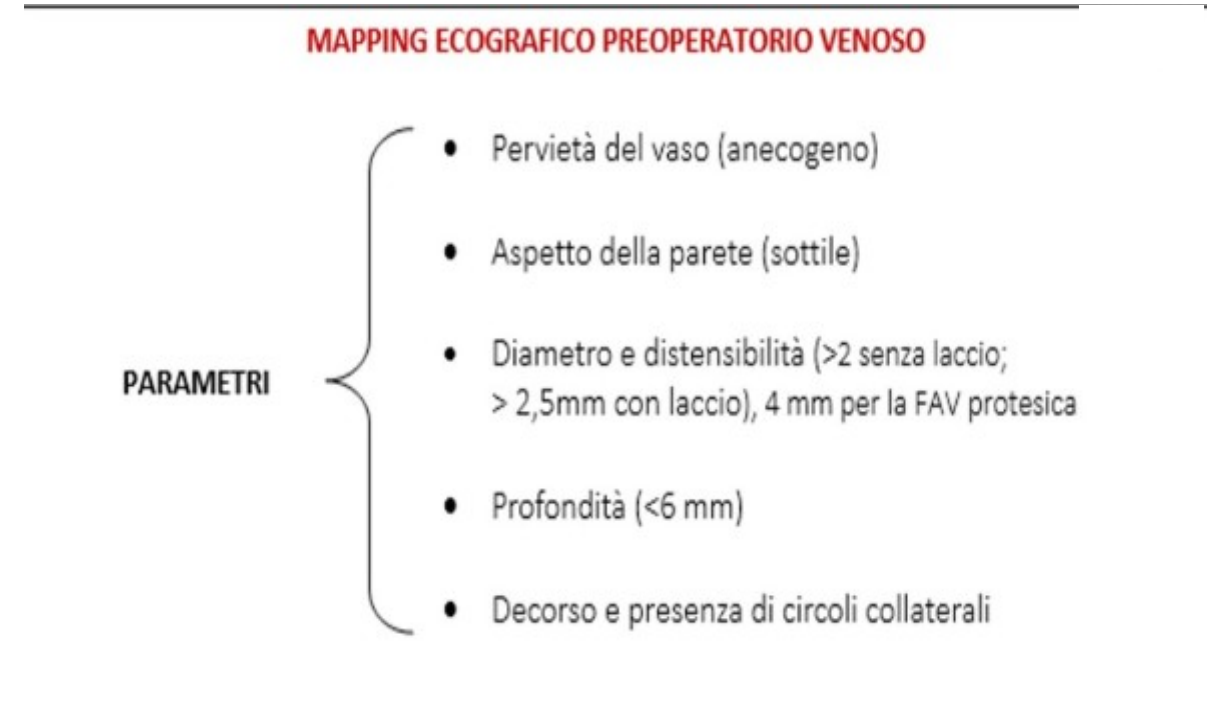 MAPPING ECOGRAFICO PREOPERATORIO VENOSO
PARAMETRI
• Pervietà del vaso (anecogeno)
• Aspetto della parete (sottile)
• Diametro e distensibilità (>2 senza laccio;
> 2,5mm con laccio), 4 mm per la FAV protesica
• Profondità (<6 mm)
• Decorso e presenza di circoli collaterali